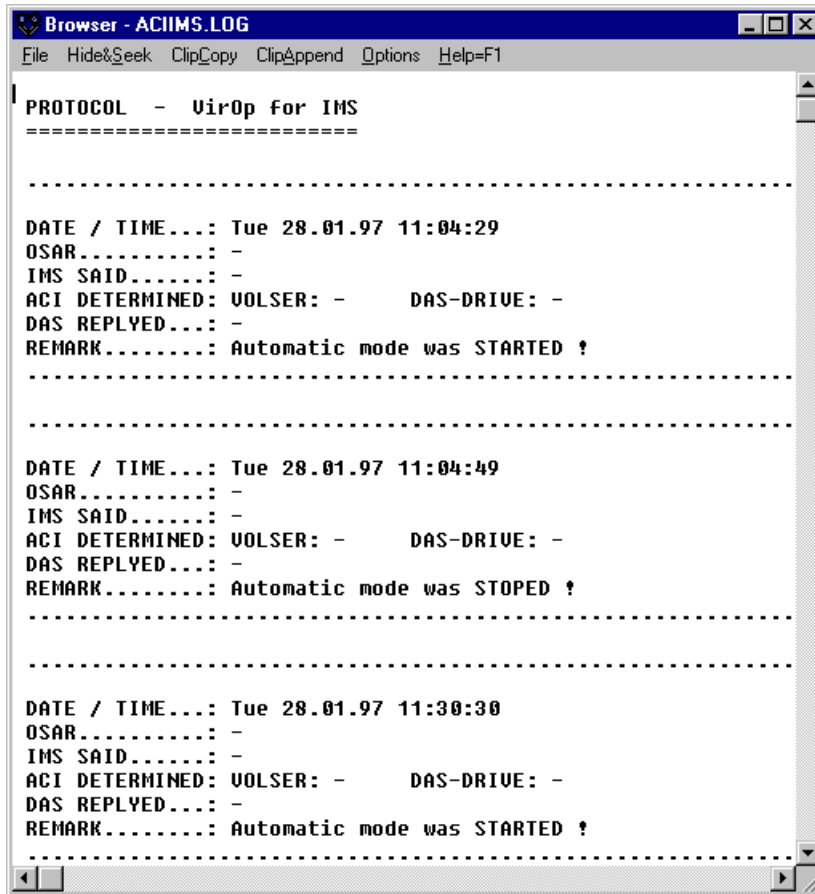 Browser - ACIIMS.LOG
File Hide&Seek ClipCopy ClipAppend Options Help=F1
PROTOCOL - VirOp for IMS
==========================
............................................................
DATE / TIME...: Tue 28.01.97 11:04:29
OSAR..........: -
IMS SAID......: -
ACI DETERMINED: VOLSER: - DAS-DRIVE: -
DAS REPLYED...: -
REMARK........: Automatic mode was STARTED !
............................................................
............................................................
DATE / TIME...: Tue 28.01.97 11:04:49
OSAR..........: -
IMS SAID......: -
ACI DETERMINED: VOLSER: - DAS-DRIVE: -
DAS REPLYED...: -
REMARK........: Automatic mode was STOPED !
............................................................
............................................................
DATE / TIME...: Tue 28.01.97 11:30:30
OSAR..........: -
IMS SAID......: -
ACI DETERMINED: VOLSER: - DAS-DRIVE: -
DAS REPLYED...: -
REMARK........: Automatic mode was STARTED !
............................................................